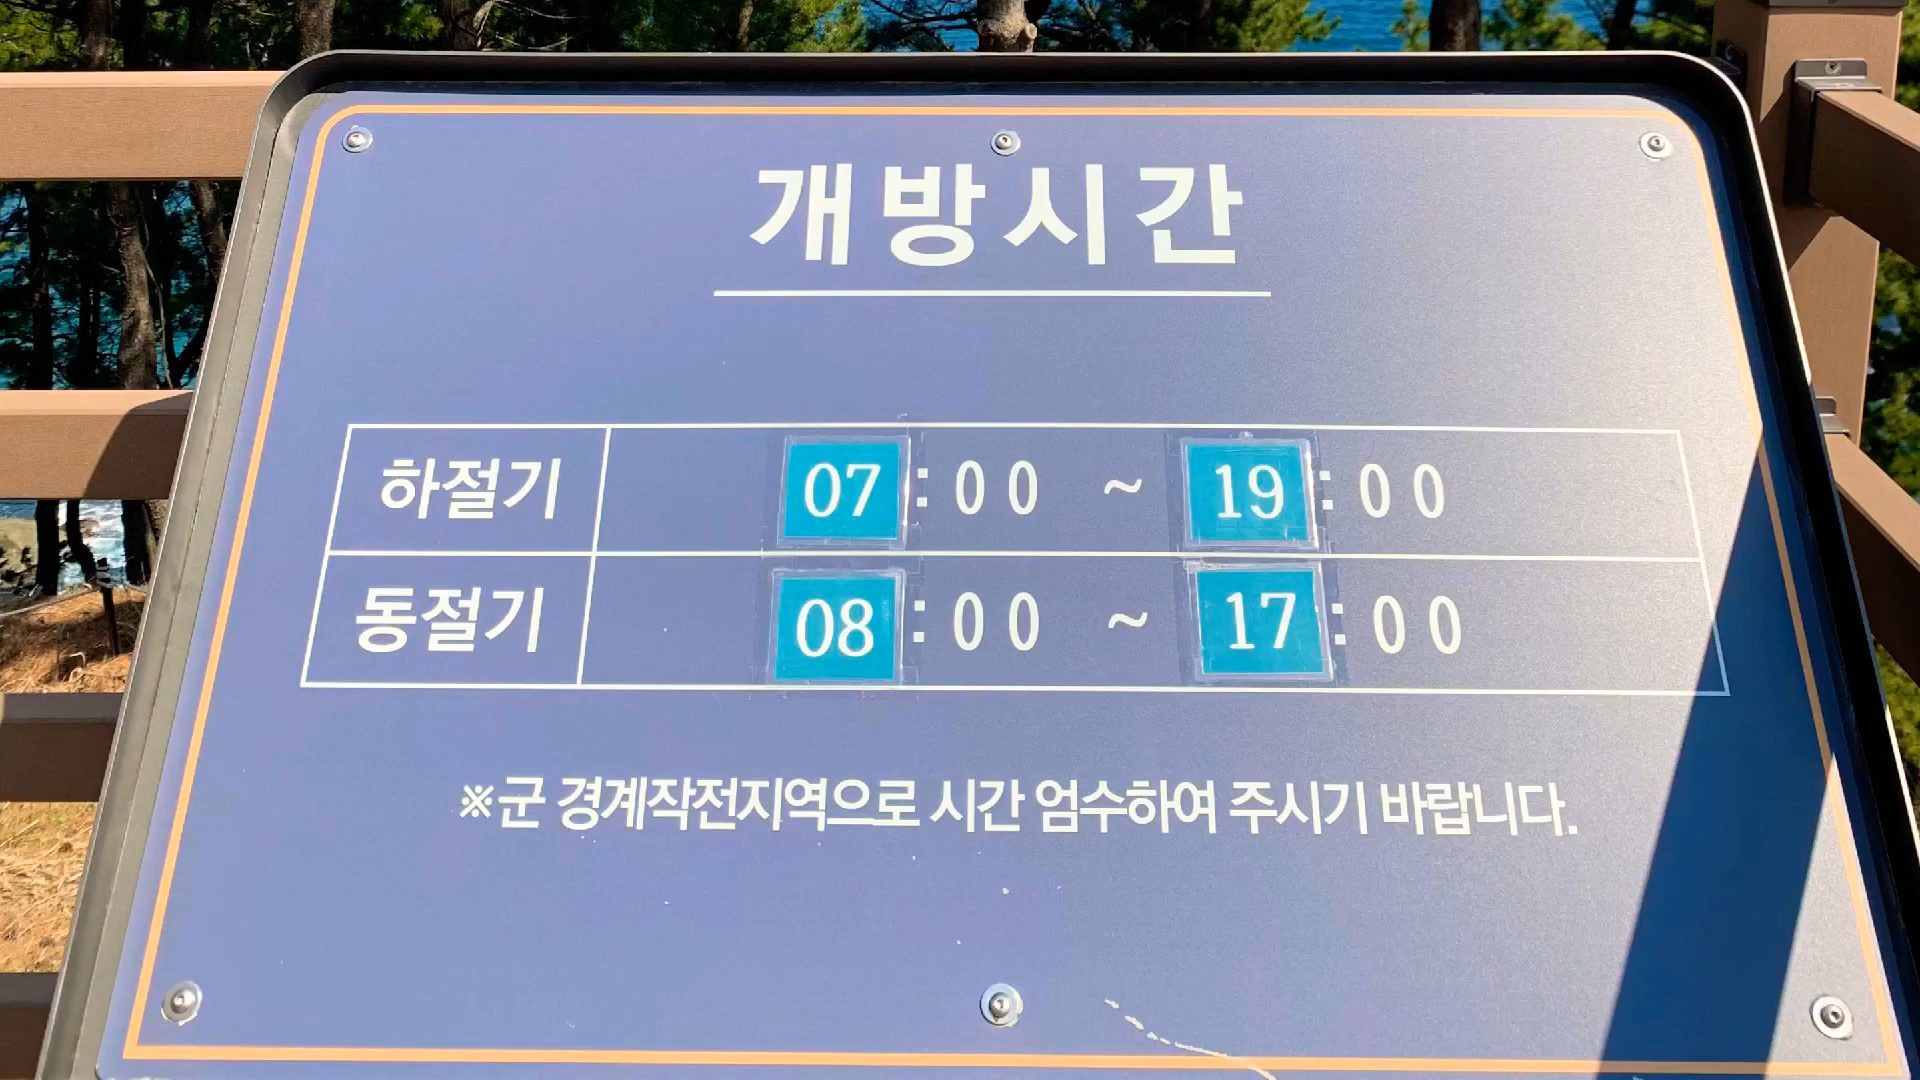 개방시간
하절기 07:00 ~ 19:00
동절기 08:00 ~ 17:00
※군 경계작전지역으로 시간 엄수하여 주시기 바랍니다.